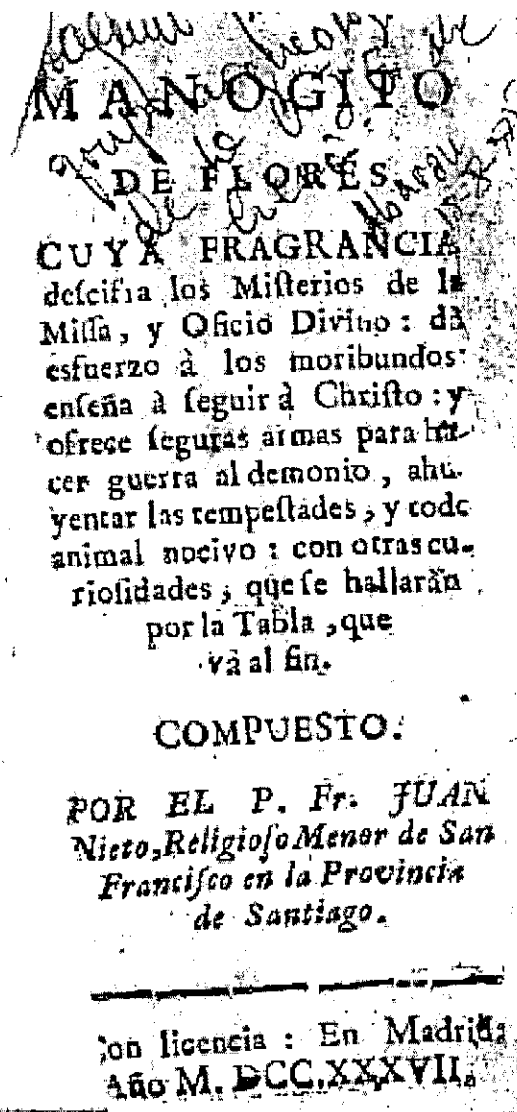 MANOGITO
DE FLORES,
CUYA FRAGRANCIA
deſcifra los Miſterios de la
Miſſa, y Oficio Divino: dà
esfuerzo à los moribundos:
enſeña à ſeguir à Chriſto: y
ofrece ſeguras armas para ha-
cer guerra al demonio, ahu-
yentar las tempeſtades, y todo
animal nocivo: con otras cu-
rioſidades, que ſe hallaràn
por la Tabla, que
và al fin.
COMPUESTO.
POR EL P. Fr. JUAN
Nieto, Religioſo Menor de San
Franciſco en la Provincia
de Santiago.
Con licencia: En Madrid:
Año M. DCC.XXXVII.